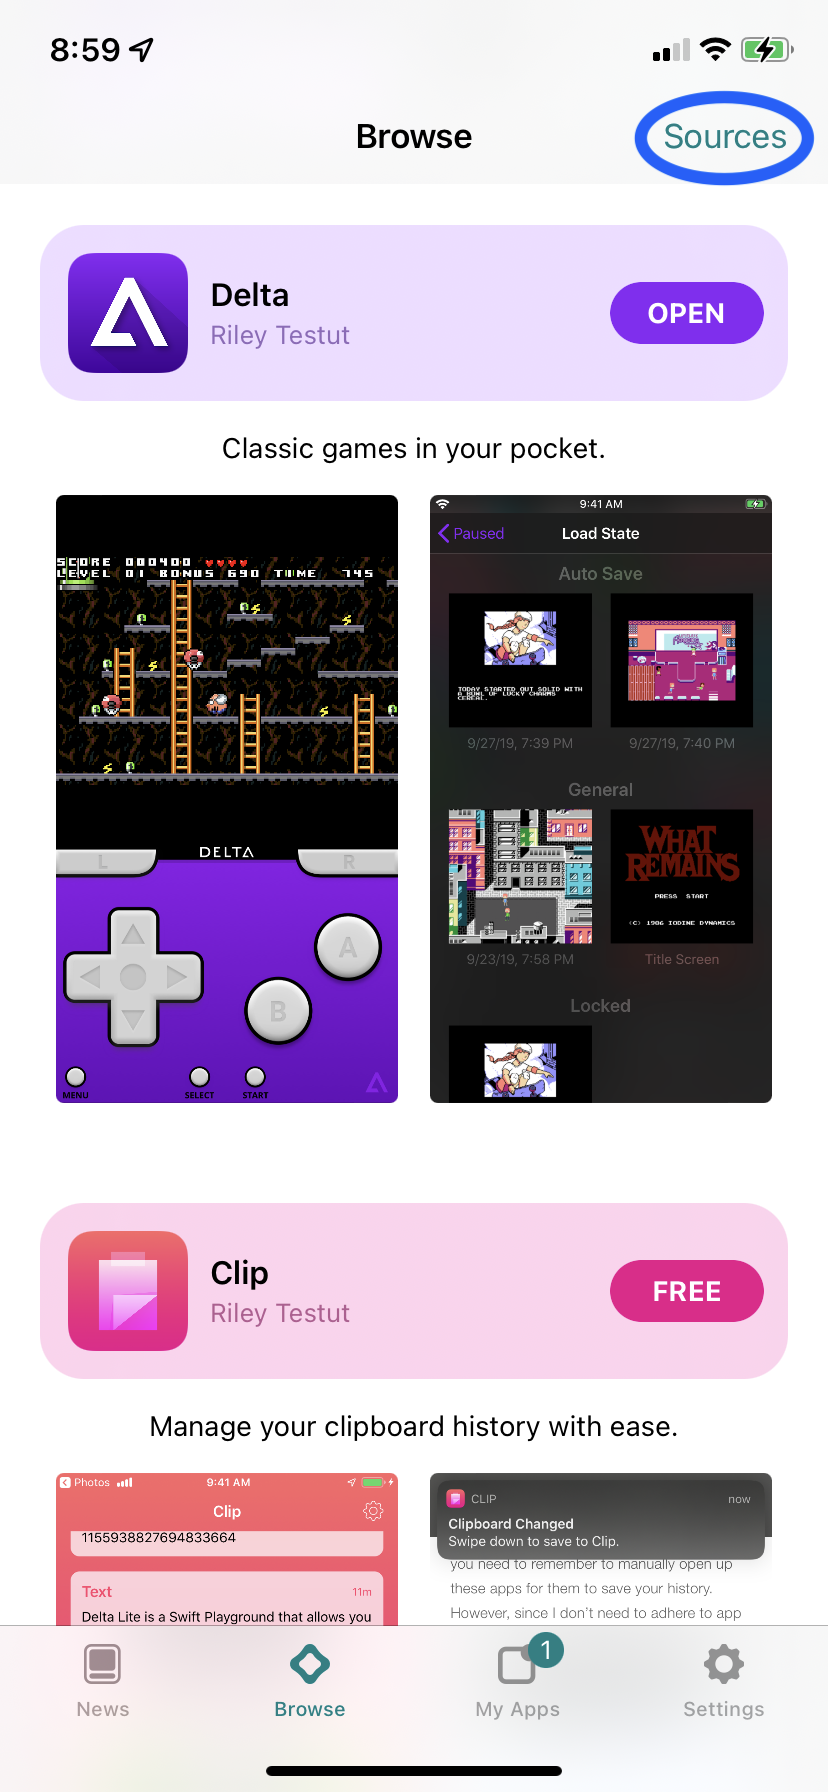 8:59
Browse
Sources
Delta
Riley Testut
OPEN
Classic games in your pocket.
SCORE 000400
LEVEL 01 BONUS 690 TIME 745
DELTA
L
R
A
B
MENU
SELECT
START
9:41 AM
Paused
Load State
Auto Save
TODAY STARTED OUT SOLID WITH
A BOWL OF LUCKY CHARMS
CEREAL.
9/27/19, 7:39 PM
9/27/19, 7:40 PM
General
WHAT
REMAINS
PRESS START
(C) 1986 IODINE DYNAMICS
9/23/19, 7:58 PM
Title Screen
Locked
Clip
Riley Testut
FREE
Manage your clipboard history with ease.
Photos
9:41 AM
Clip
1155938827694833664
Text
11m
Delta Lite is a Swift Playground that allows you
CLIP
now
Clipboard Changed
Swipe down to save to Clip.
you need to remember to manually open up
these apps for them to save your history.
However, since I don't need to adhere to app
News
Browse
1
My Apps
Settings